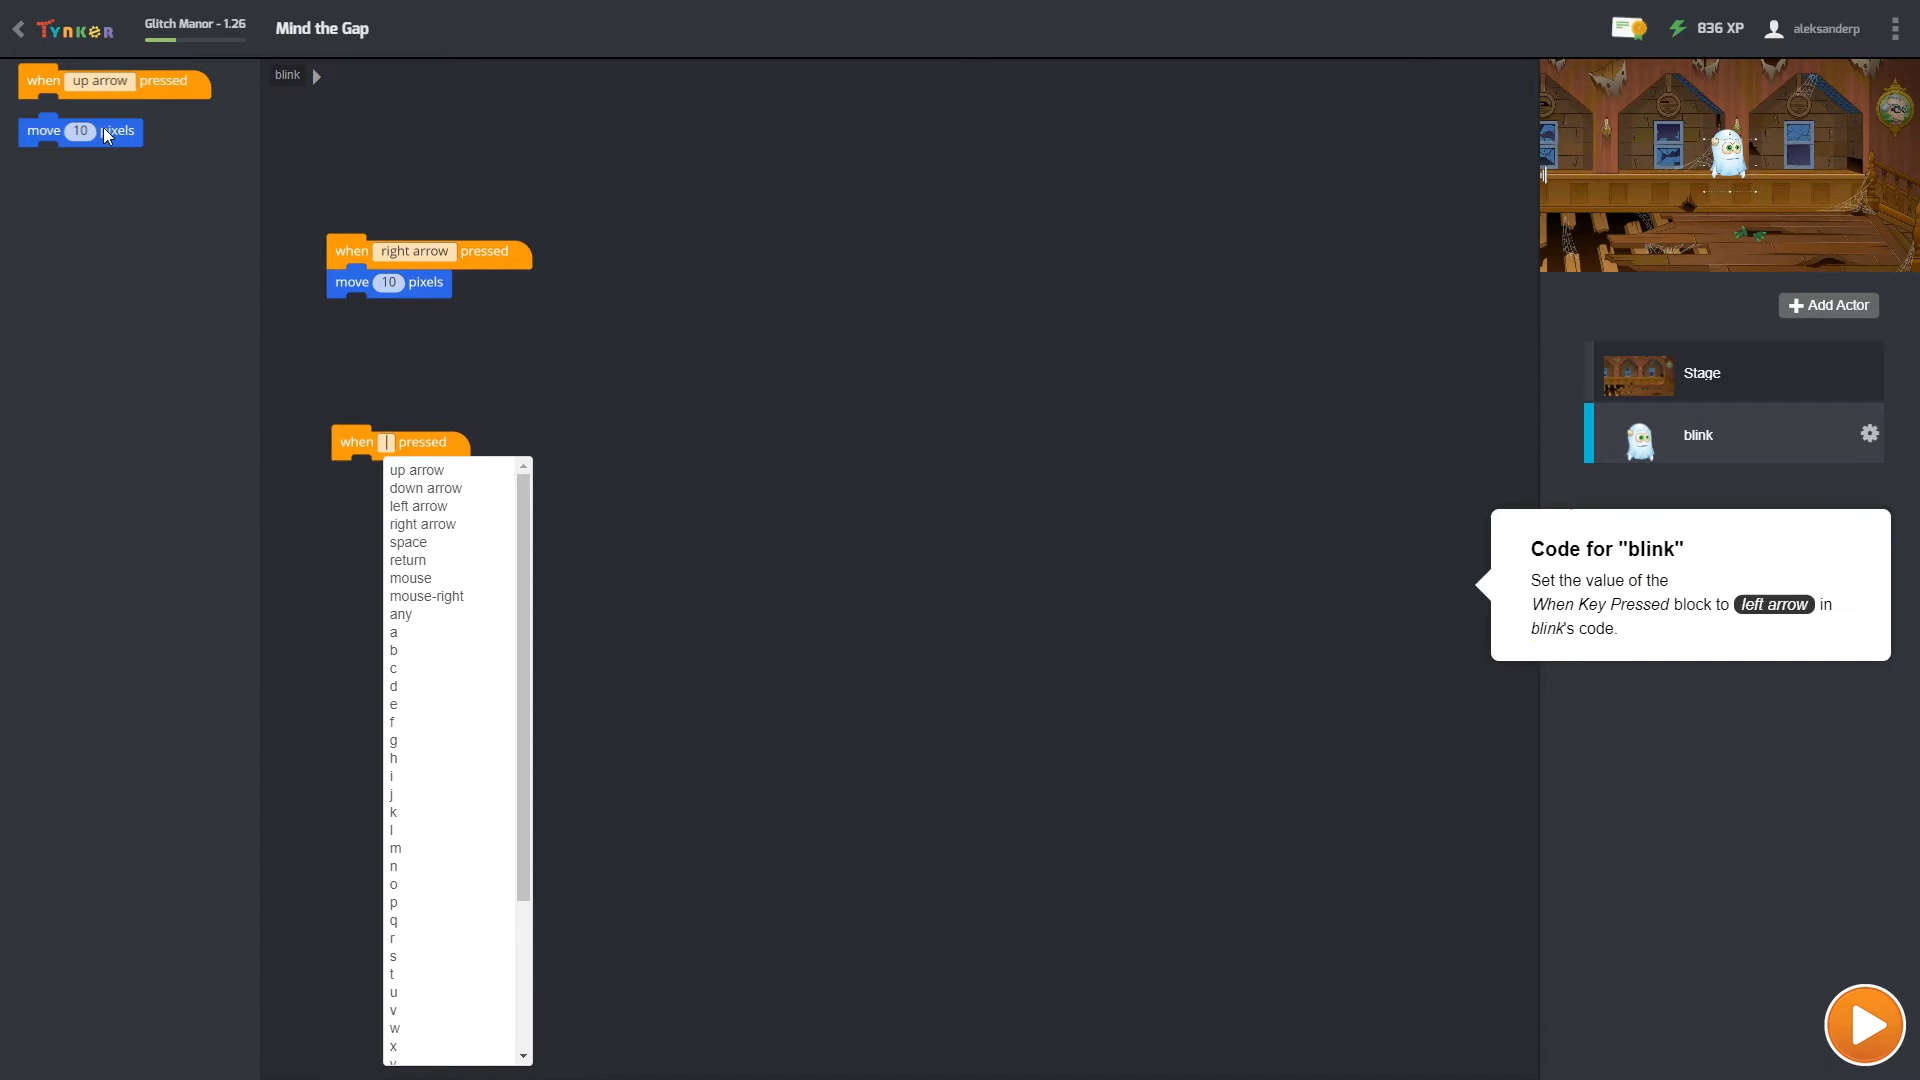 TYNKER
Glitch Manor - 1.26
Mind the Gap
836 XP
aleksanderp
when up arrow pressed
move 10 pixels
blink
when right arrow pressed
move 10 pixels
when pressed
up arrow
down arrow
left arrow
right arrow
space
return
mouse
mouse-right
any
a
b
c
d
e
f
g
h
i
j
k
l
m
n
o
p
q
r
s
t
u
v
w
x
y
Add Actor
Stage
blink
Code for "blink"
Set the value of the
When Key Pressed block to left arrow in
blink's code.